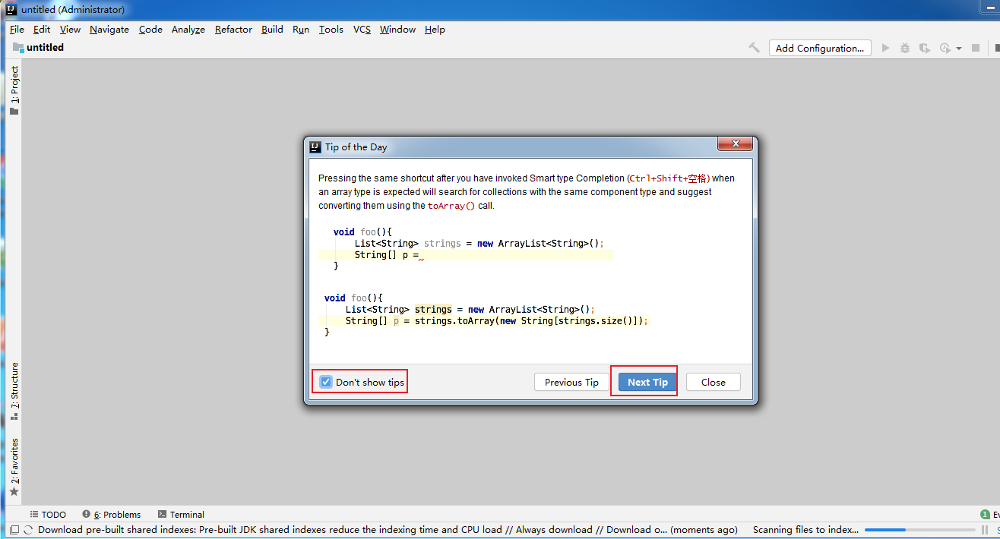 untitled (Administrator)
File Edit View Navigate Code Analyze Refactor Build Run Tools VCS Window Help
untitled
Add Configuration...
1: Project
Tip of the Day
Pressing the same shortcut after you have invoked Smart type Completion (Ctrl+Shift+空格) when
an array type is expected will search for collections with the same component type and suggest
converting them using the toArray() call.
void foo(){
List<String> strings = new ArrayList<String>();
String[] p =
}
void foo(){
List<String> strings = new ArrayList<String>();
String[] p = strings.toArray(new String[strings.size()]);
}
Don't show tips
Previous Tip
Next Tip
Close
7: Structure
2: Favorites
TODO 6: Problems Terminal
1
Download pre-built shared indexes: Pre-built JDK shared indexes reduce the indexing time and CPU load // Always download // Download o... (moments ago) Scanning files to index...